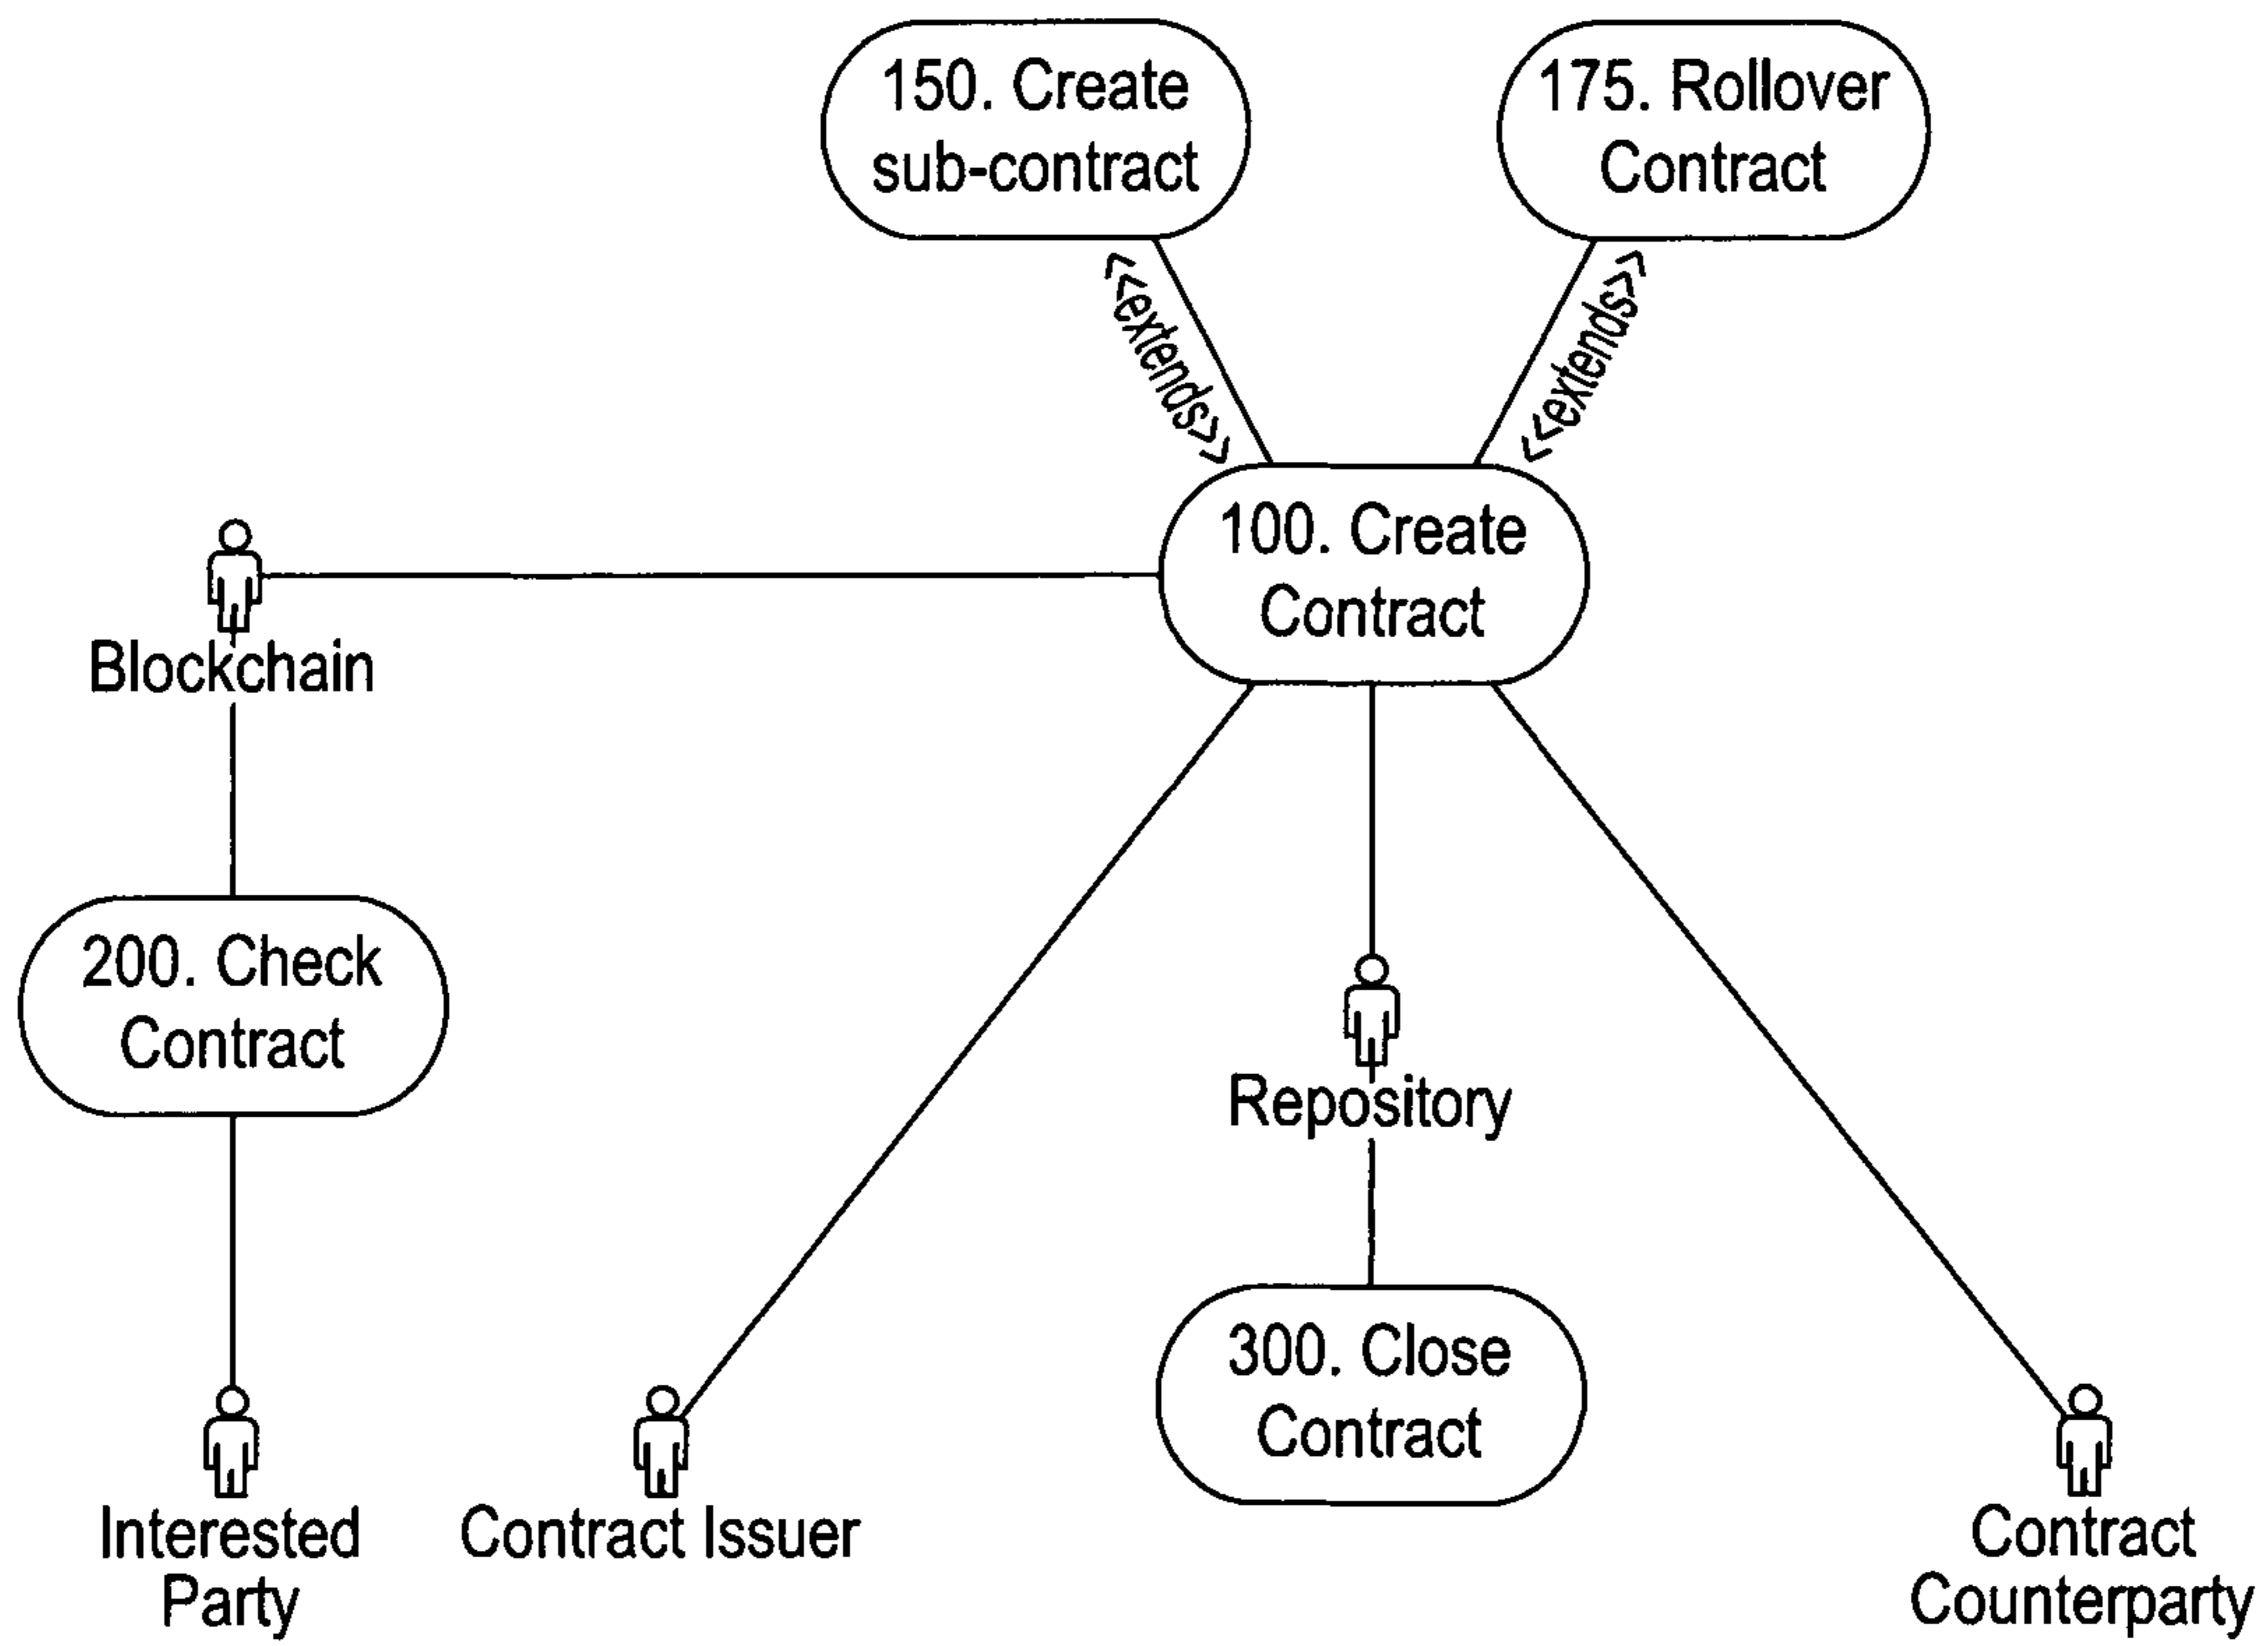 150. Create
sub-contract
175. Rollover
Contract
<<extends>>
<<extends>>
100. Create
Contract
Blockchain
200. Check
Contract
Repository
300. Close
Contract
Interested
Party
Contract Issuer
Contract
Counterparty